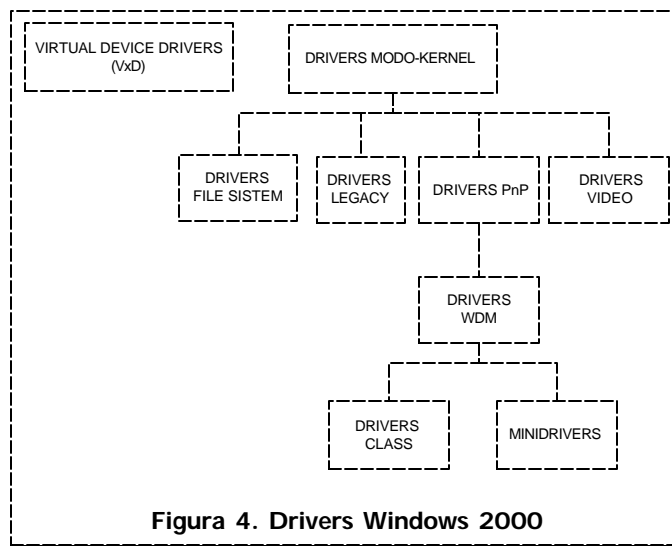 VIRTUAL DEVICE DRIVERS
(VxD)
DRIVERS MODO-KERNEL
DRIVERS
FILE SISTEM
DRIVERS
LEGACY
DRIVERS PnP
DRIVERS
VIDEO
DRIVERS
WDM
DRIVERS
CLASS
MINIDRIVERS
Figura 4. Drivers Windows 2000